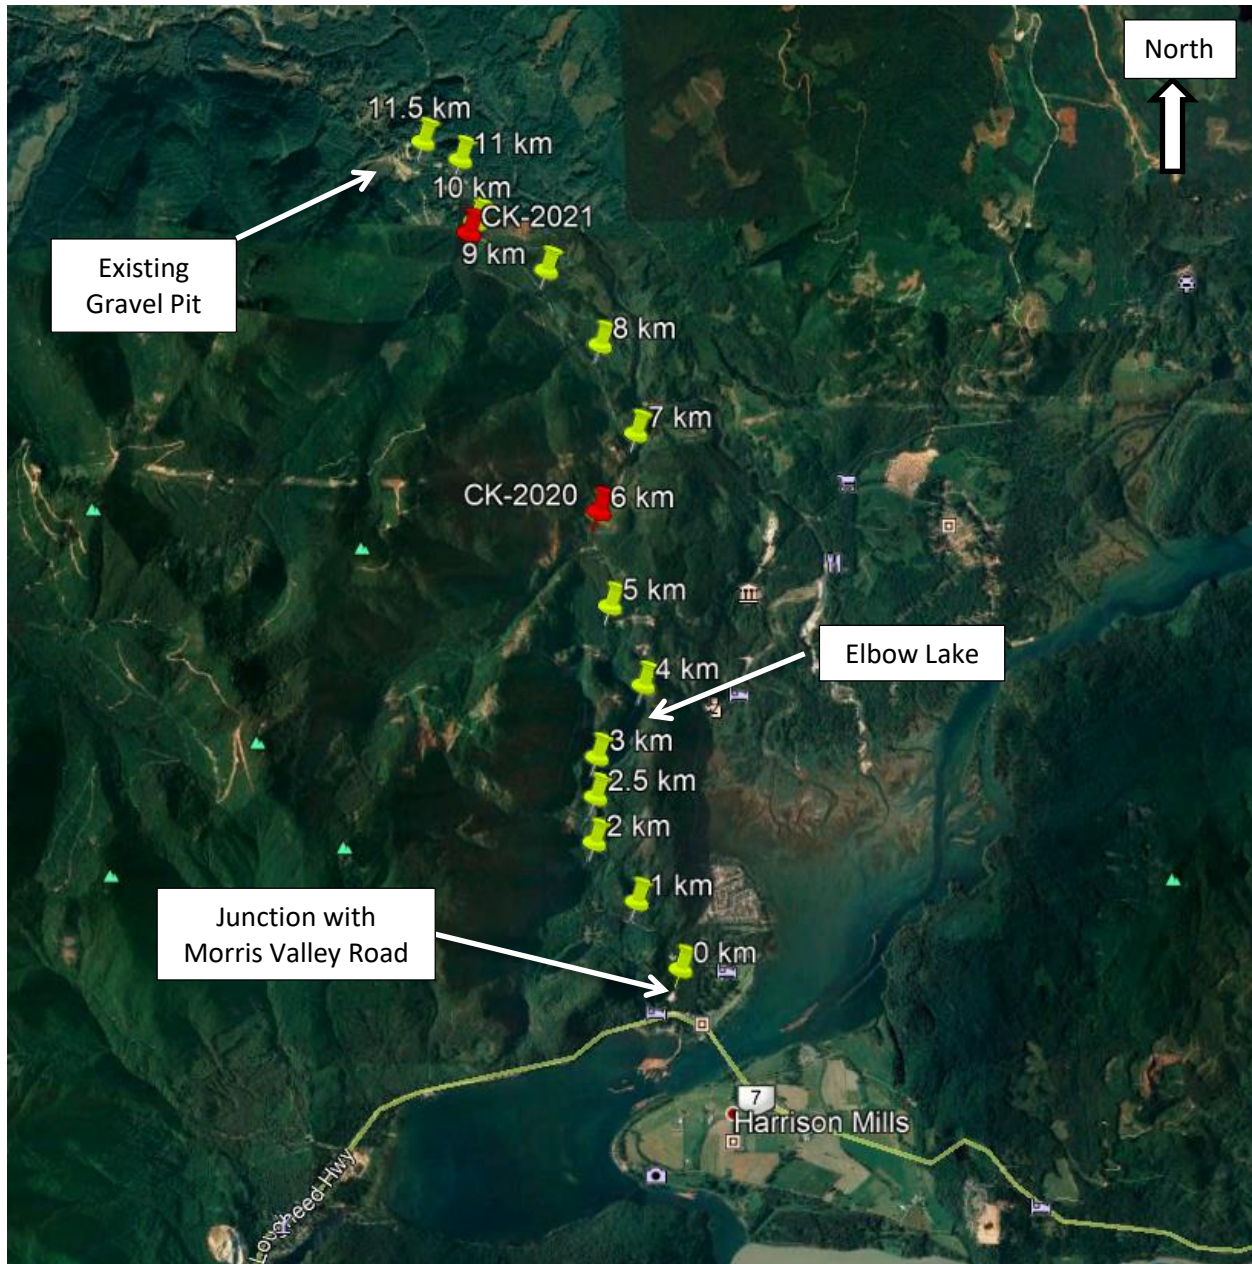 North
11.5 km
11 km
10 km
CK-2021
9 km
Existing
Gravel Pit
8 km
7 km
CK-2020
6 km
5 km
Elbow Lake
4 km
3 km
2.5 km
2 km
1 km
Junction with
Morris Valley Road
0 km
7
Harrison Mills
Lougheed Hwy